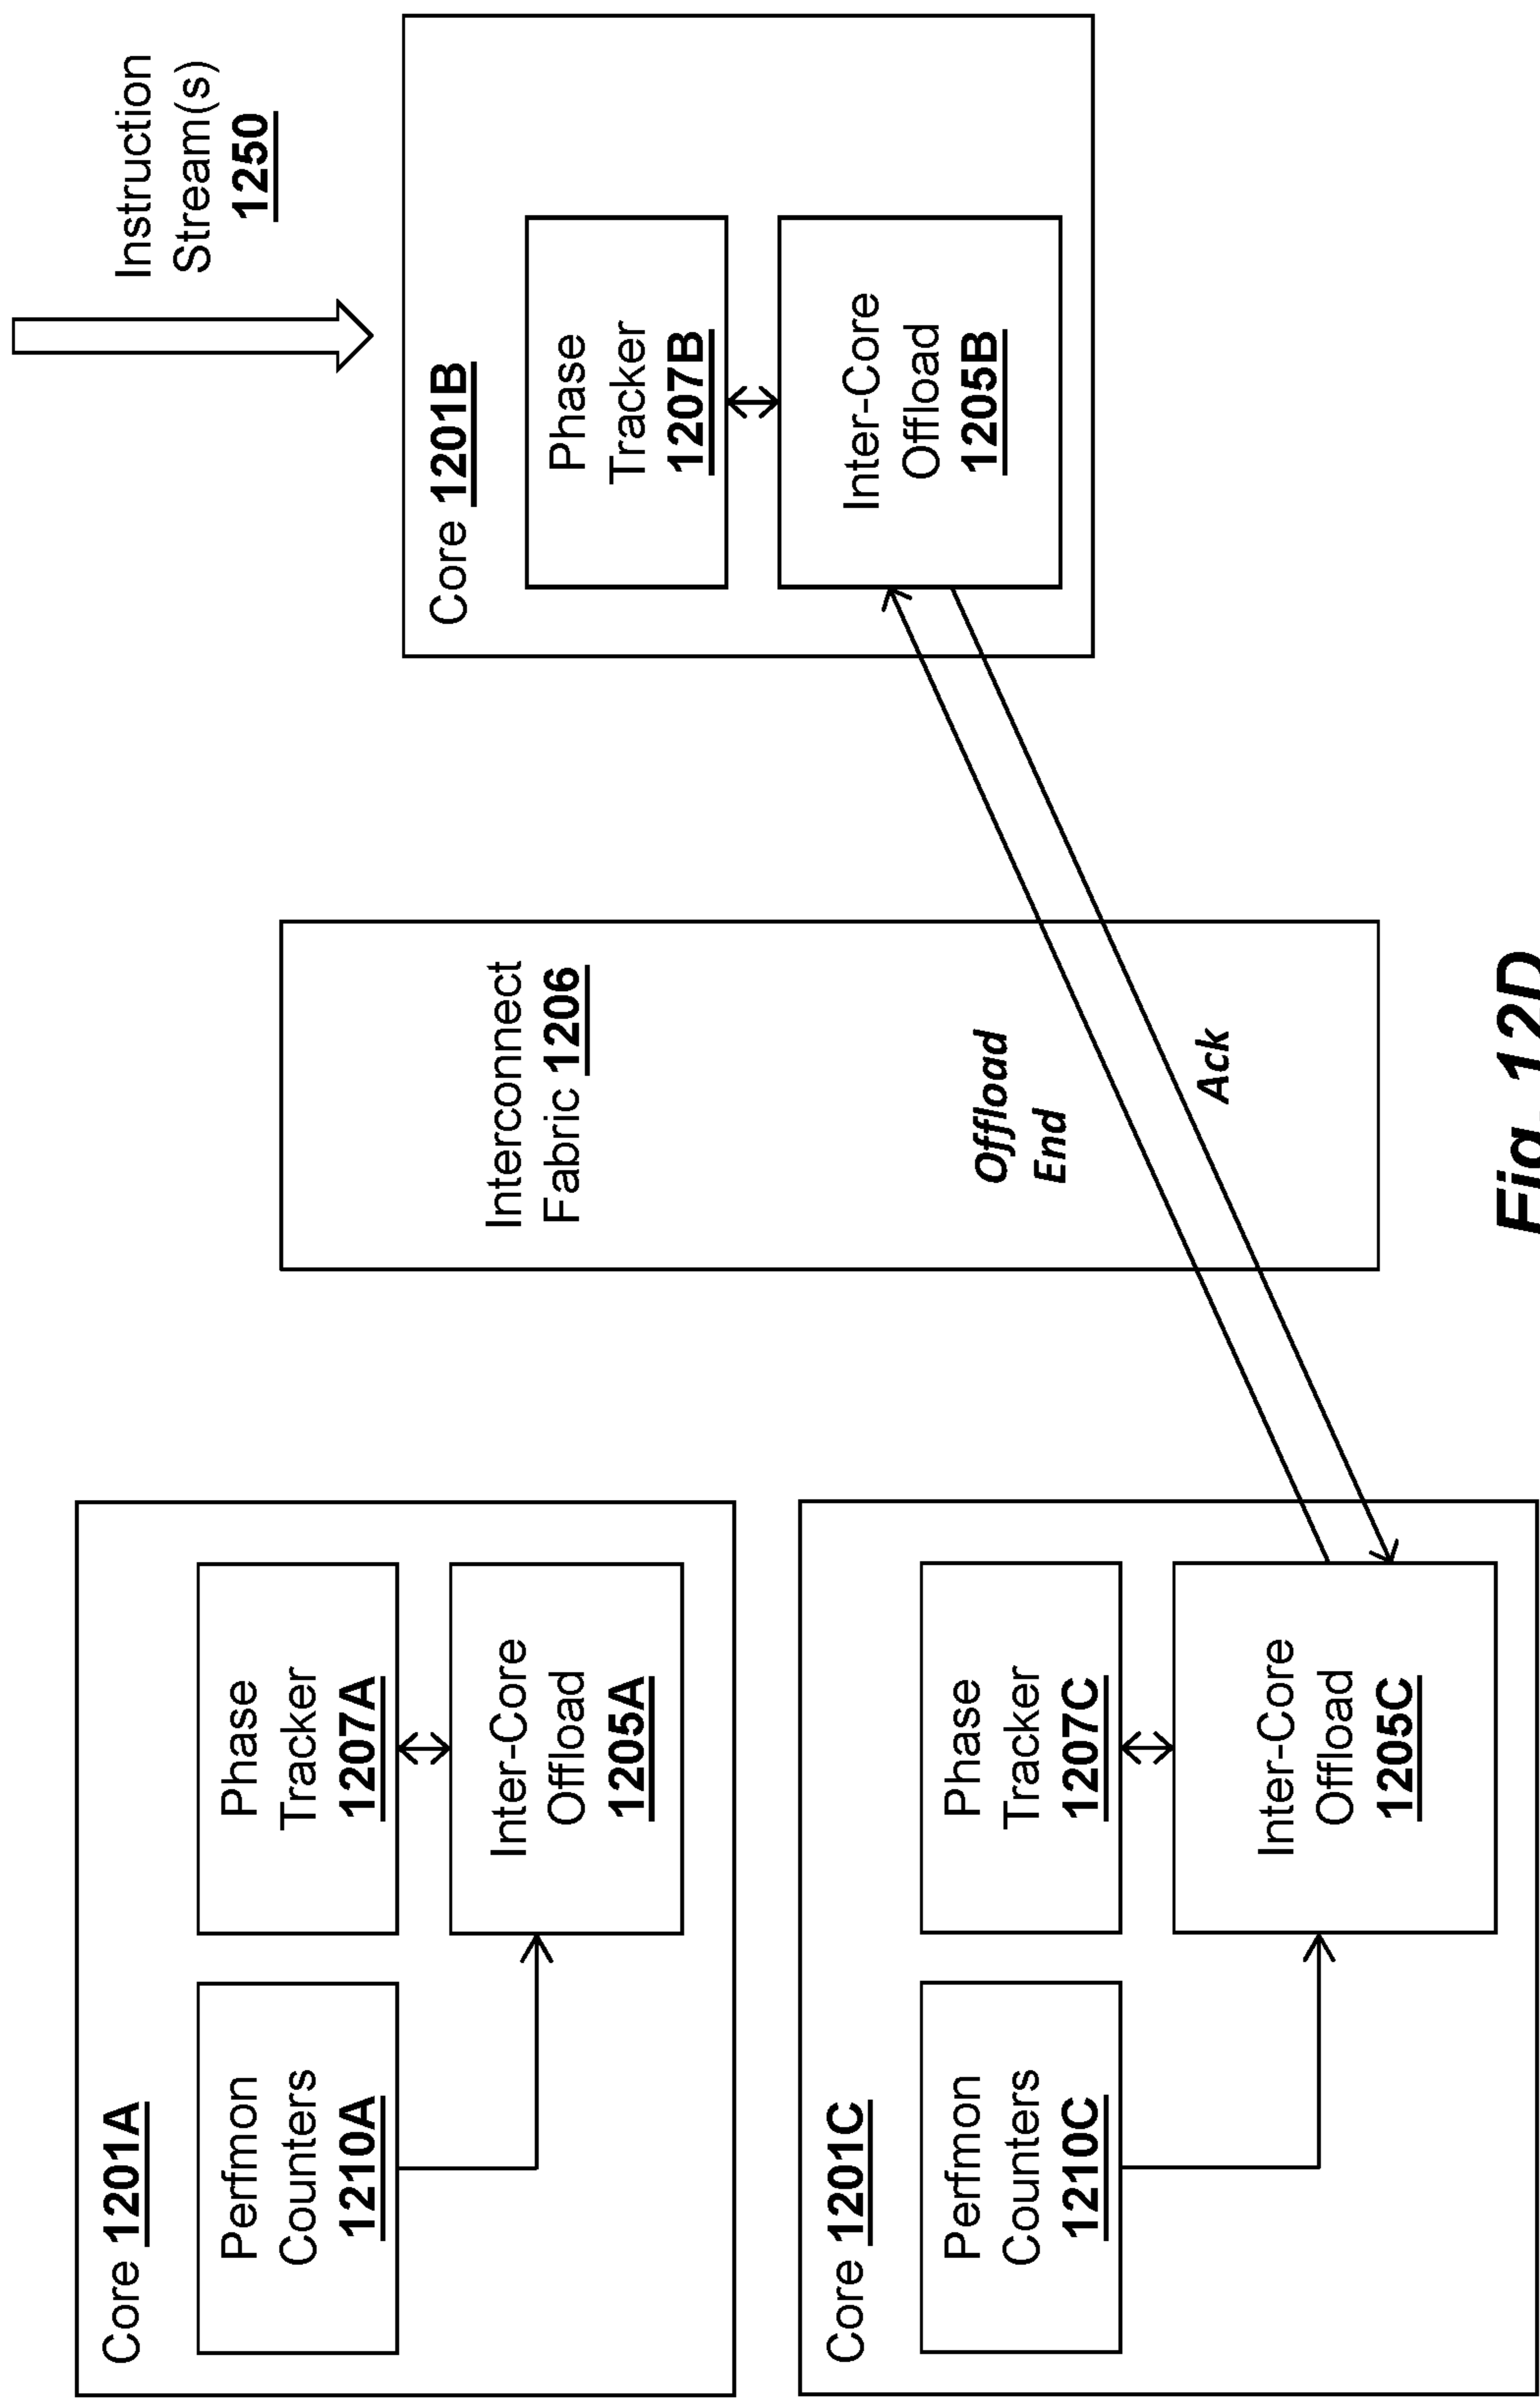 Core 1201A
Perfmon
Counters
1210A
Phase
Tracker
1207A
Inter-Core
Offload
1205A
Core 1201C
Perfmon
Counters
1210C
Phase
Tracker
1207C
Inter-Core
Offload
1205C
Interconnect
Fabric 1206
Offload
End
Ack
Instruction
Stream(s)
1250
Core 1201B
Phase
Tracker
1207B
Inter-Core
Offload
1205B
Fig. 12D